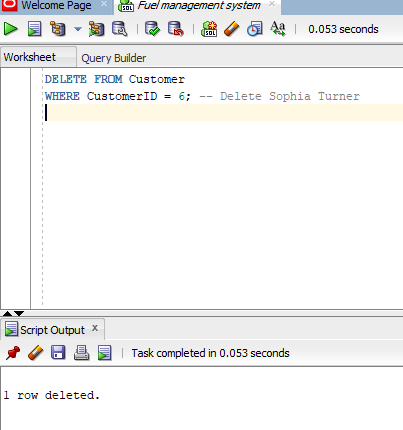 Welcome Page
Fuel management system
0.053 seconds
Worksheet
Query Builder
DELETE FROM Customer
WHERE CustomerID = 6; -- Delete Sophia Turner
Script Output
Task completed in 0.053 seconds
1 row deleted.